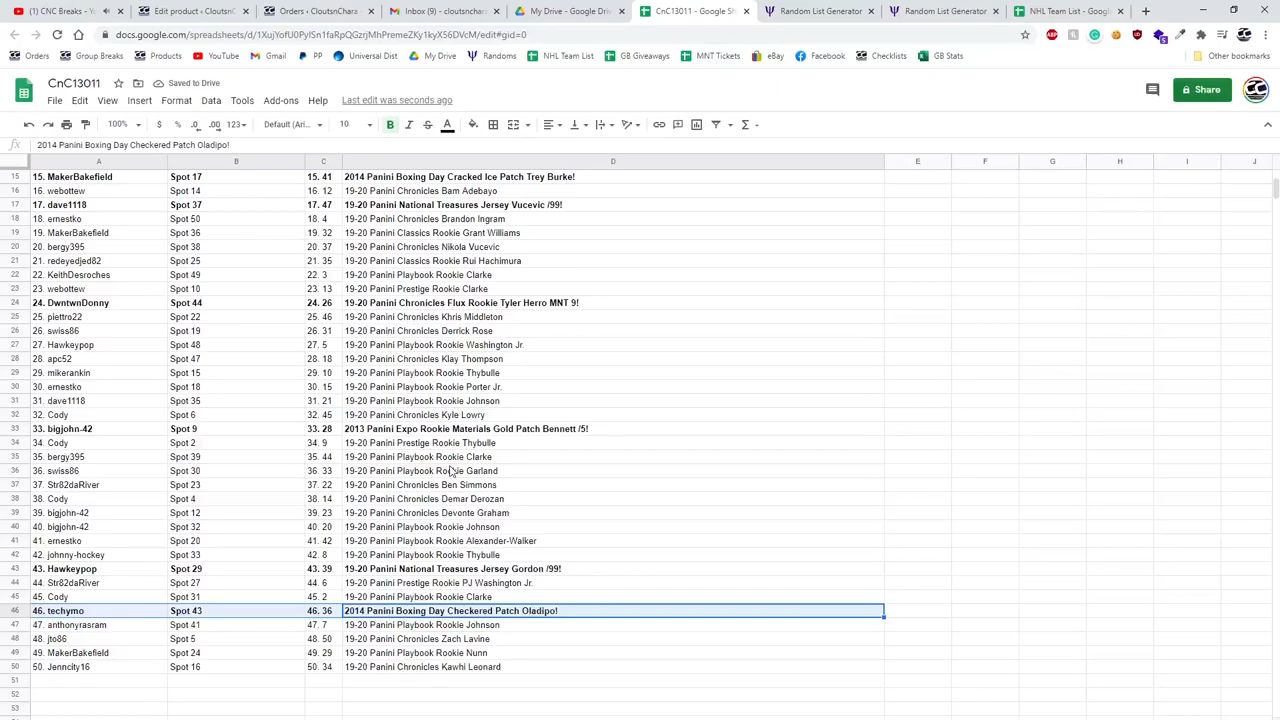 (1) CNC Breaks - YouTube
Edit product < CloutsnC
Orders < CloutsnChara
Inbox (9) - cloutsnchara
My Drive - Google Drive
CnC13011 - Google Sh
Random List Generator
Random List Generator
NHL Team List - Googl
docs.google.com/spreadsheets/d/1XujYofU0PylSn1faRpQGzrjMhPremeZKy1kyX56DVcM/edit#gid=0
Orders
Group Breaks
Products
YouTube
Gmail
PP
Universal Dist
My Drive
Randoms
NHL Team List
GB Giveaways
MNT Tickets
eBay
Facebook
Checklists
GB Stats
Other bookmarks
CnC13011
Saved to Drive
File Edit View Insert Format Data Tools Add-ons Help Last edit was seconds ago
Share
100% $ % .0 .00 123 Default (Ari... 10 B I S A
fx 2014 Panini Boxing Day Checkered Patch Oladipo!
A B C D E F G H I J
15 15. MakerBakefield Spot 17 15. 41 2014 Panini Boxing Day Cracked Ice Patch Trey Burke!
16 16. webottew Spot 14 16. 12 19-20 Panini Chronicles Bam Adebayo
17 17. dave1118 Spot 37 17. 47 19-20 Panini National Treasures Jersey Vucevic /99!
18 18. ernestko Spot 50 18. 4 19-20 Panini Chronicles Brandon Ingram
19 19. MakerBakefield Spot 36 19. 32 19-20 Panini Classics Rookie Grant Williams
20 20. bergy395 Spot 38 20. 37 19-20 Panini Chronicles Nikola Vucevic
21 21. redeyedjed82 Spot 25 21. 35 19-20 Panini Classics Rookie Rui Hachimura
22 22. KeithDesroches Spot 49 22. 3 19-20 Panini Playbook Rookie Clarke
23 23. webottew Spot 10 23. 13 19-20 Panini Prestige Rookie Clarke
24 24. DwntwnDonny Spot 44 24. 26 19-20 Panini Chronicles Flux Rookie Tyler Herro MNT 9!
25 25. plettro22 Spot 22 25. 46 19-20 Panini Chronicles Khris Middleton
26 26. swiss86 Spot 19 26. 31 19-20 Panini Chronicles Derrick Rose
27 27. Hawkeypop Spot 48 27. 5 19-20 Panini Playbook Rookie Washington Jr.
28 28. apc52 Spot 47 28. 18 19-20 Panini Chronicles Klay Thompson
29 29. mikerankin Spot 15 29. 10 19-20 Panini Playbook Rookie Thybulle
30 30. ernestko Spot 18 30. 15 19-20 Panini Playbook Rookie Porter Jr.
31 31. dave1118 Spot 35 31. 21 19-20 Panini Playbook Rookie Johnson
32 32. Cody Spot 6 32. 45 19-20 Panini Chronicles Kyle Lowry
33 33. bigjohn-42 Spot 9 33. 28 2013 Panini Expo Rookie Materials Gold Patch Bennett /5!
34 34. Cody Spot 2 34. 9 19-20 Panini Prestige Rookie Thybulle
35 35. bergy395 Spot 39 35. 44 19-20 Panini Playbook Rookie Clarke
36 36. swiss86 Spot 30 36. 33 19-20 Panini Playbook Rookie Garland
37 37. Str82daRiver Spot 23 37. 22 19-20 Panini Chronicles Ben Simmons
38 38. Cody Spot 4 38. 14 19-20 Panini Chronicles Demar Derozan
39 39. bigjohn-42 Spot 12 39. 23 19-20 Panini Chronicles Devonte Graham
40 40. bigjohn-42 Spot 32 40. 20 19-20 Panini Playbook Rookie Johnson
41 41. ernestko Spot 20 41. 42 19-20 Panini Playbook Rookie Alexander-Walker
42 42. johnny-hockey Spot 33 42. 8 19-20 Panini Playbook Rookie Thybulle
43 43. Hawkeypop Spot 29 43. 39 19-20 Panini National Treasures Jersey Gordon /99!
44 44. Str82daRiver Spot 27 44. 6 19-20 Panini Prestige Rookie PJ Washington Jr.
45 45. Cody Spot 31 45. 2 19-20 Panini Playbook Rookie Clarke
46 46. techymo Spot 43 46. 36 2014 Panini Boxing Day Checkered Patch Oladipo!
47 47. anthonyrasram Spot 41 47. 7 19-20 Panini Playbook Rookie Johnson
48 48. jto86 Spot 5 48. 50 19-20 Panini Chronicles Zach Lavine
49 49. MakerBakefield Spot 24 49. 29 19-20 Panini Playbook Rookie Nunn
50 50. Jenncity16 Spot 16 50. 34 19-20 Panini Chronicles Kawhi Leonard
51
52
53